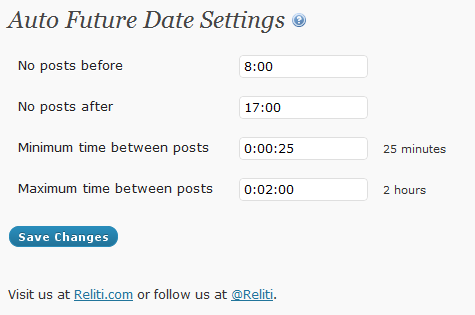 Auto Future Date Settings ?
No posts before 8:00
No posts after 17:00
Minimum time between posts 0:00:25 25 minutes
Maximum time between posts 0:02:00 2 hours
Save Changes
Visit us at Reliti.com or follow us at @Reliti.